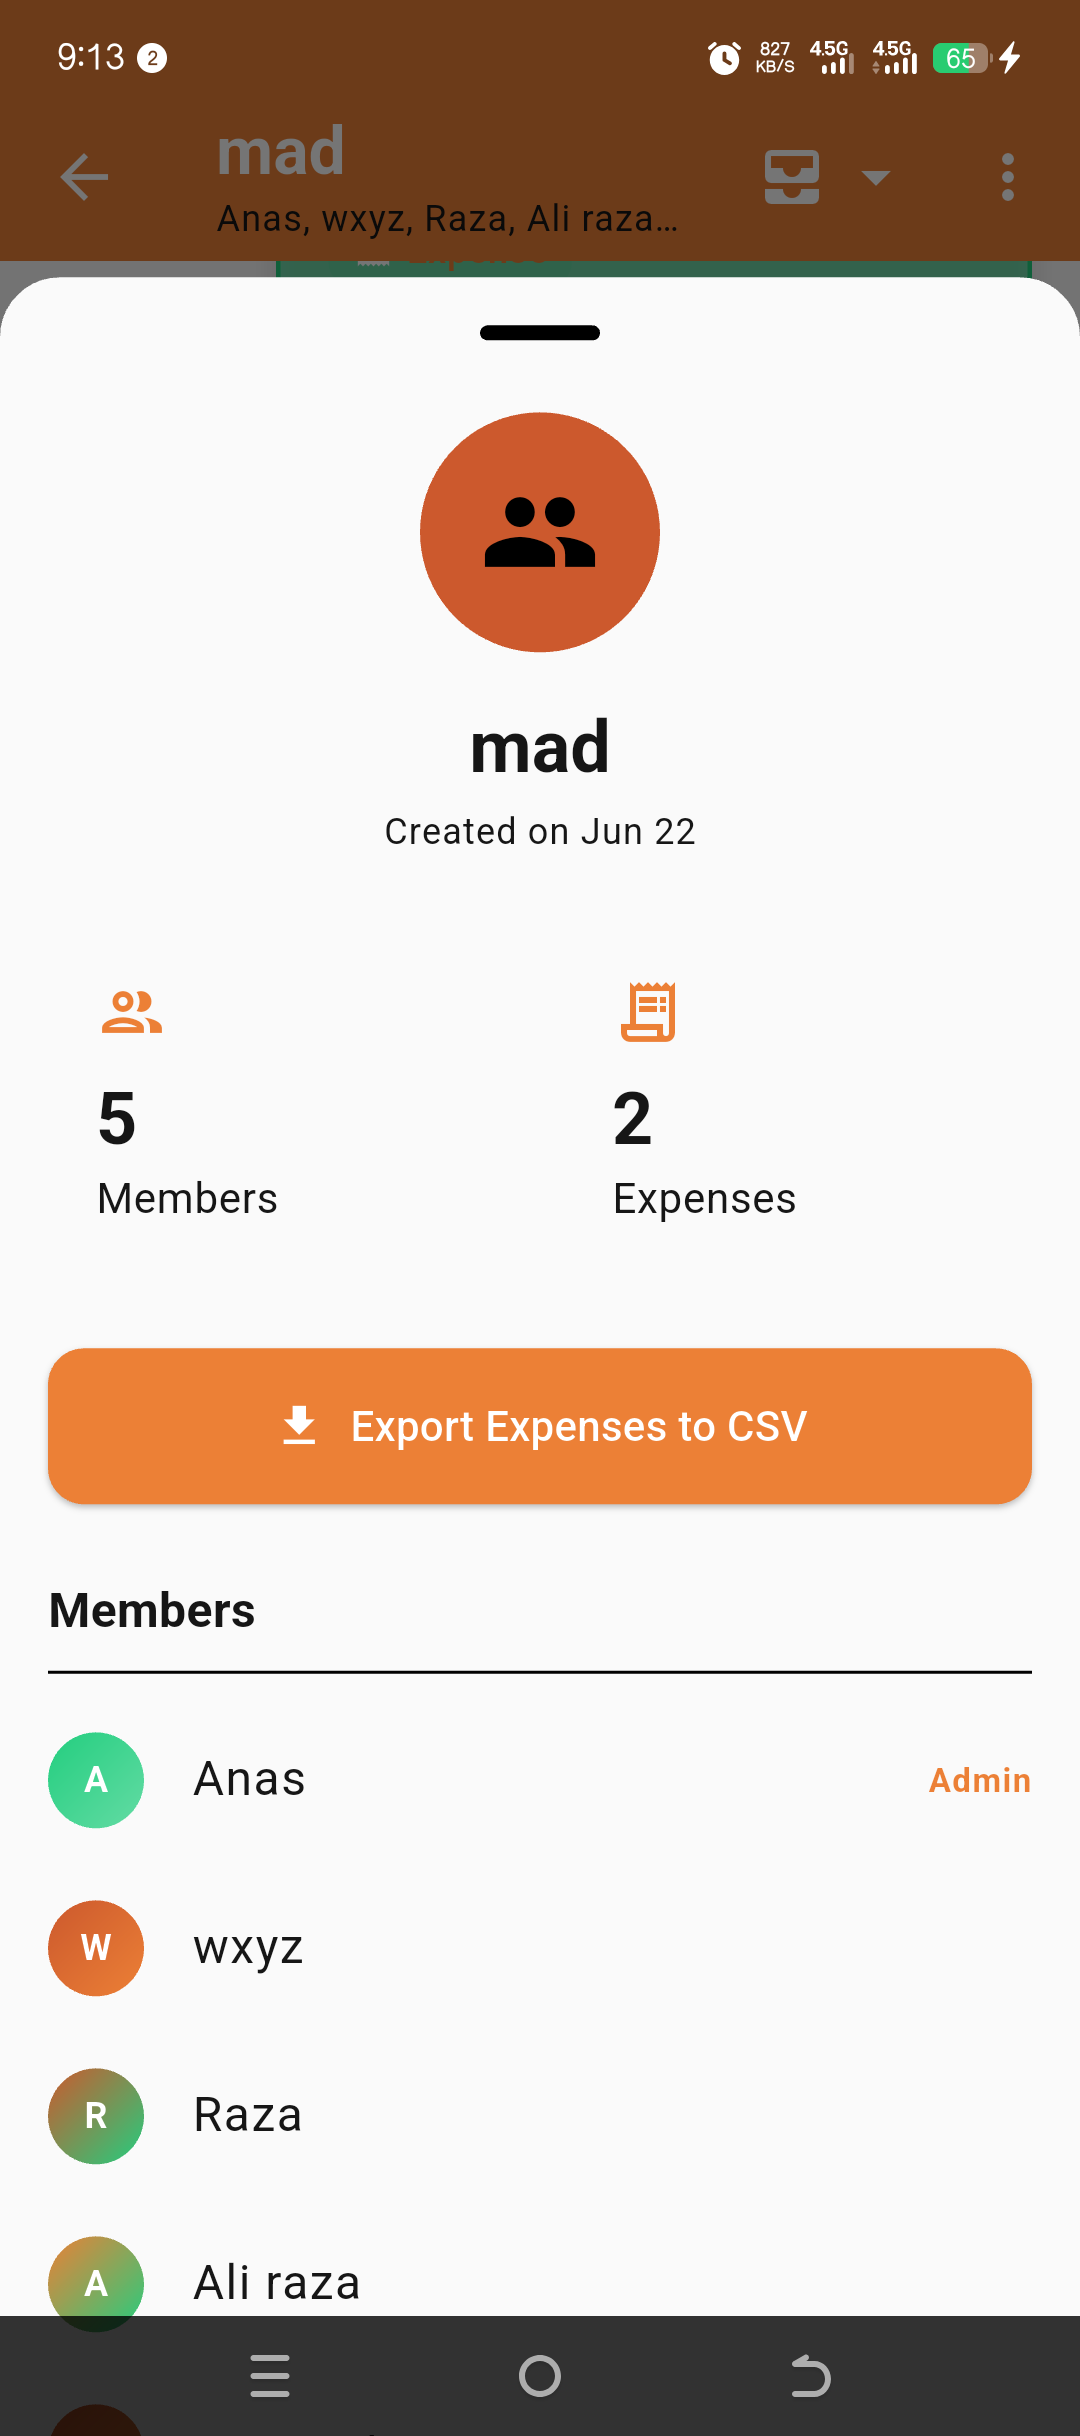 9:13 2 827 KB/S 4.5G 4.5G 65
mad
Anas, wxyz, Raza, Ali raza...
Expense
mad
Created on Jun 22
5 2
Members Expenses
Export Expenses to CSV
Members
A Anas Admin
W wxyz
R Raza
A Ali raza